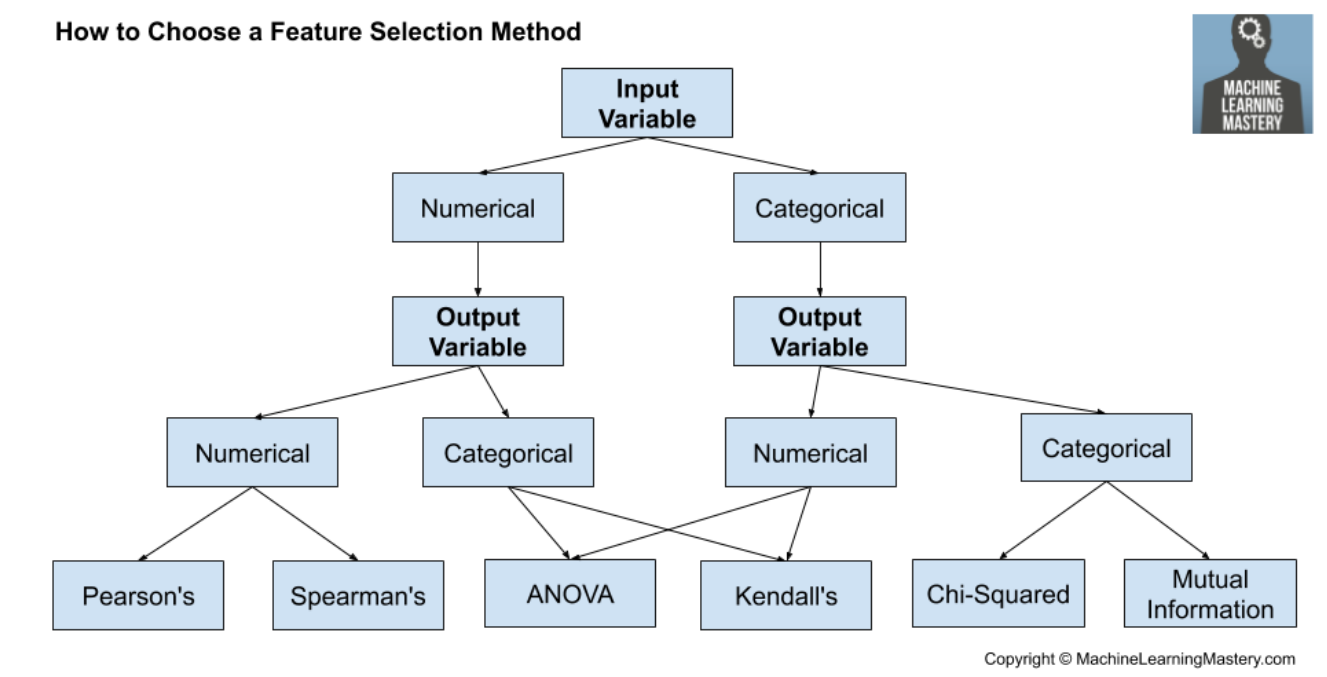 How to Choose a Feature Selection Method
MACHINE
LEARNING
MASTERY
Input
Variable
Numerical
Categorical
Output
Variable
Output
Variable
Numerical
Categorical
Numerical
Categorical
Pearson's
Spearman's
ANOVA
Kendall's
Chi-Squared
Mutual
Information
Copyright © MachineLearningMastery.com